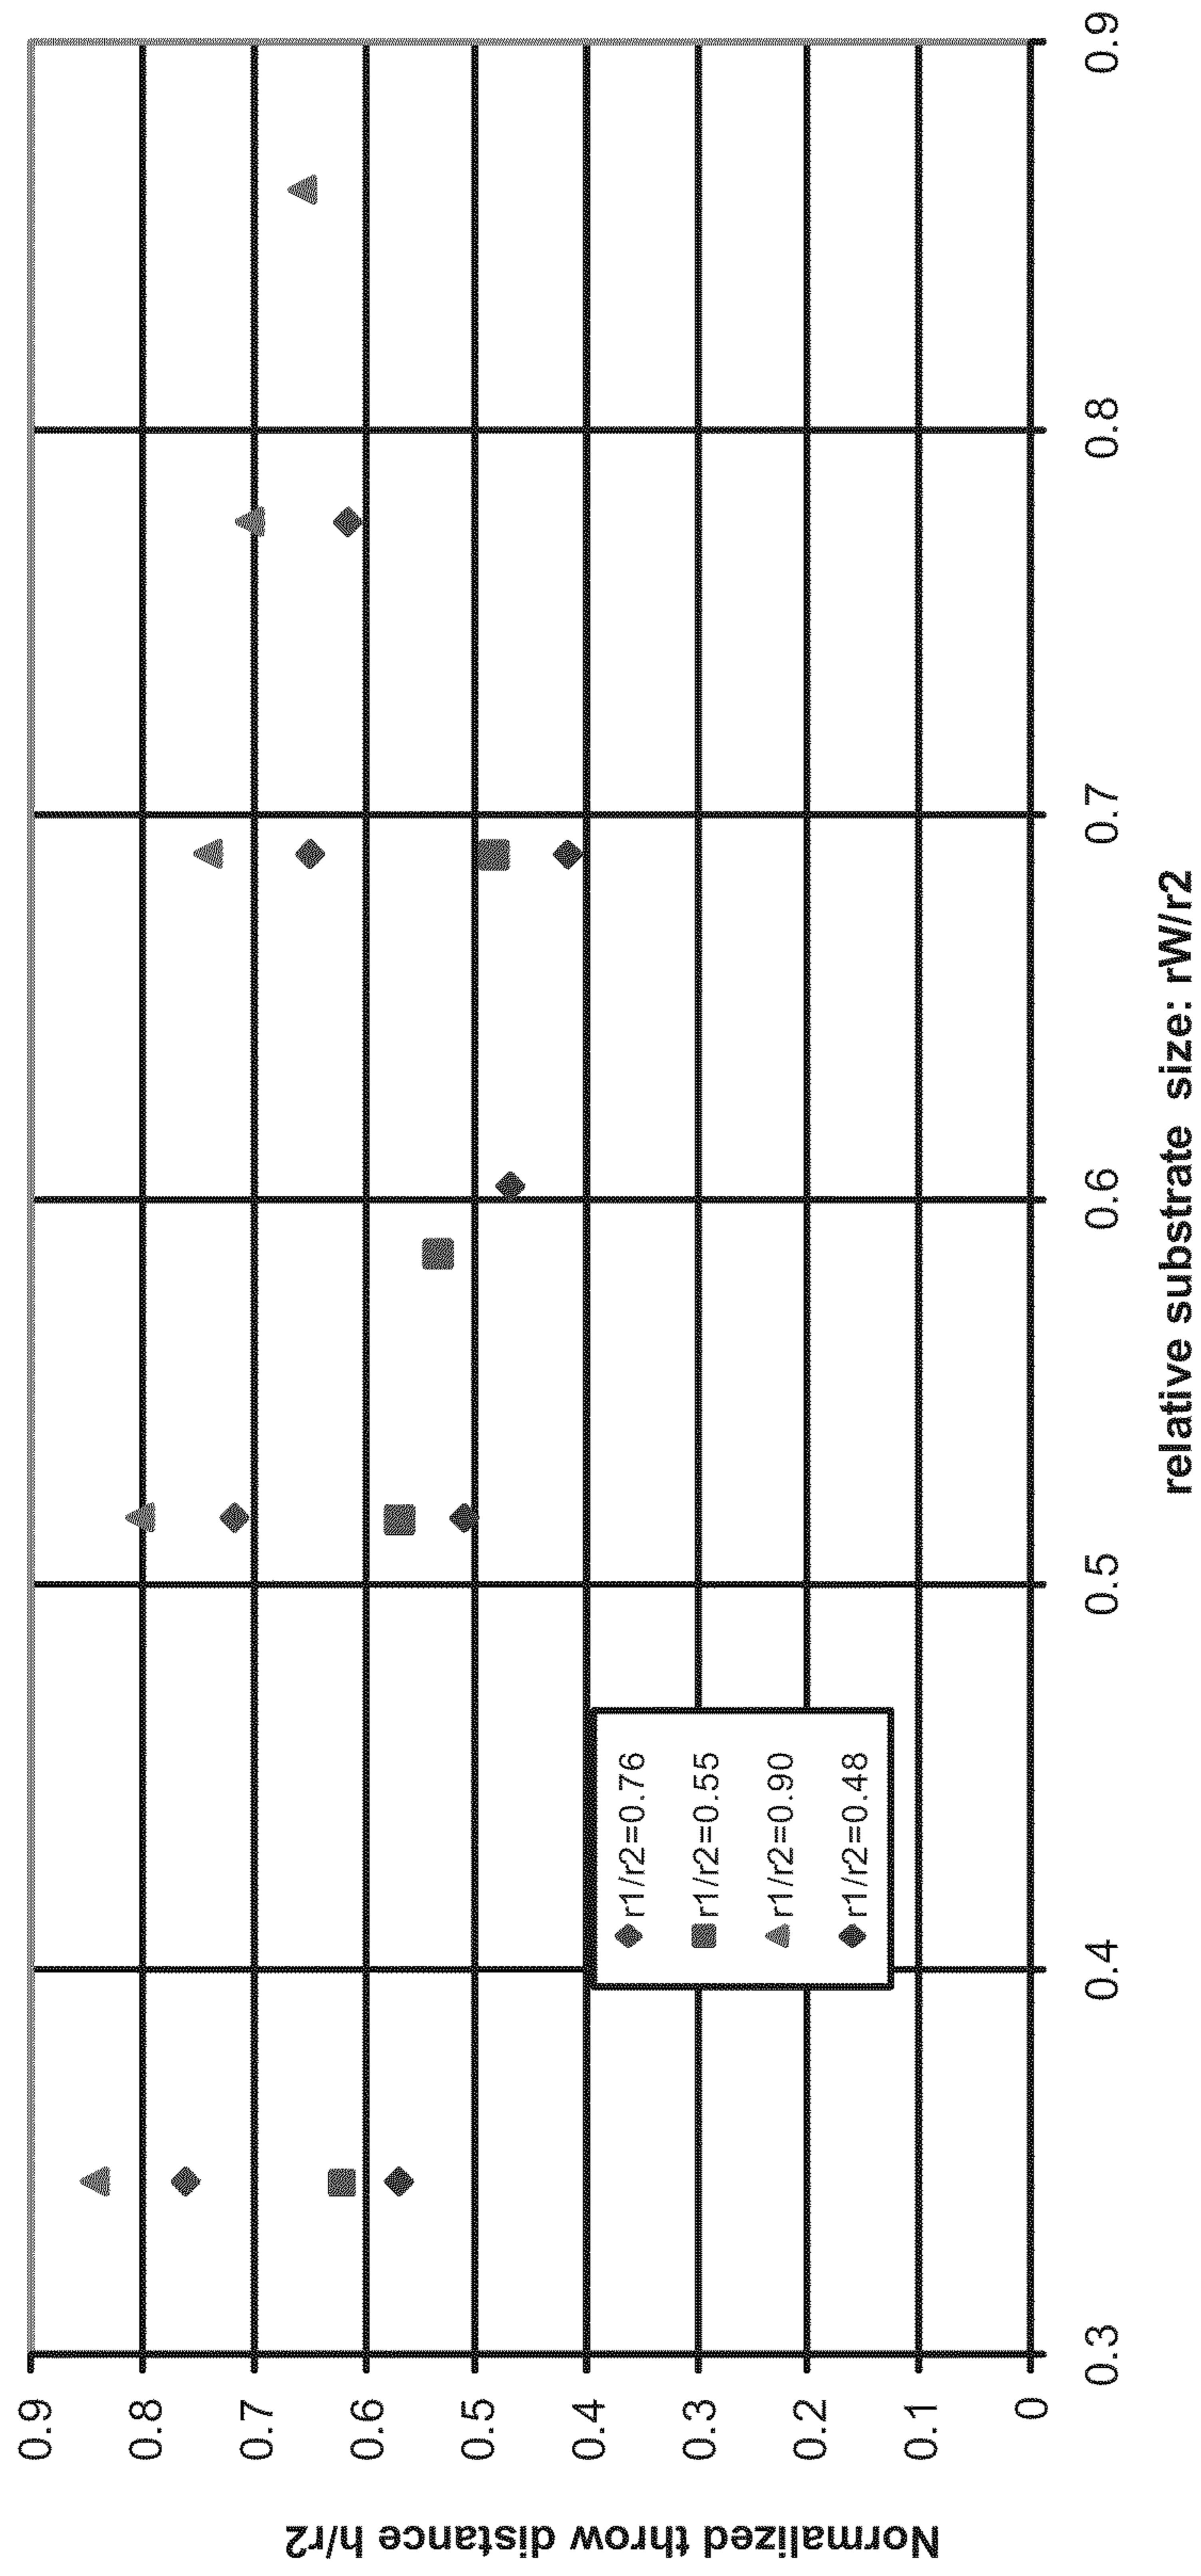 Normalized throw distance h/r2
0.9
0.8
0.7
0.6
0.5
0.4
0.3
0.2
0.1
0
r1/r2=0.76
r1/r2=0.55
r1/r2=0.90
r1/r2=0.48
0.3
0.4
0.5
0.6
0.7
0.8
0.9
relative substrate size: rW/r2